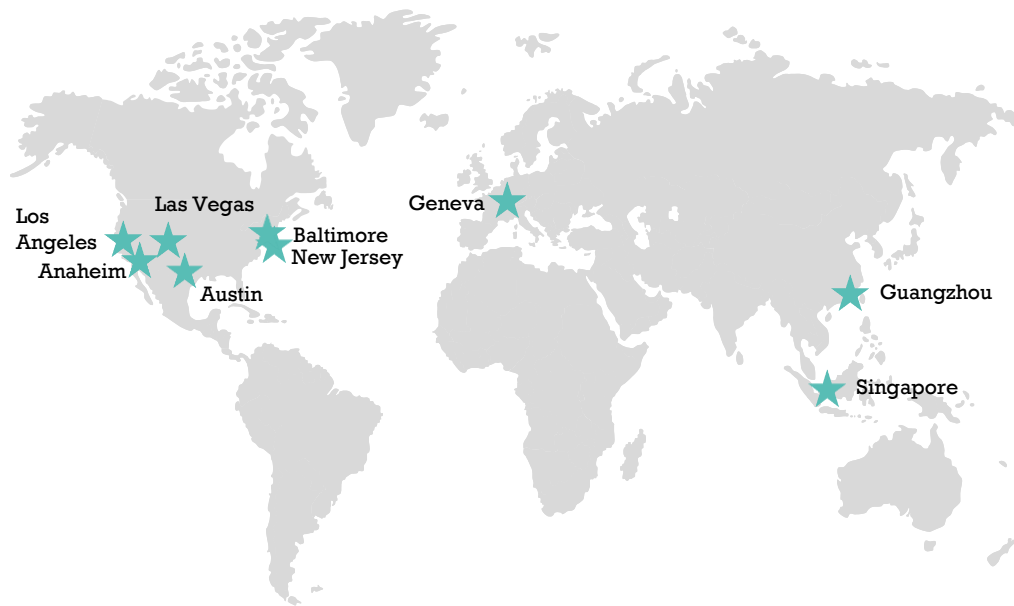 Las Vegas
Geneva
Los
Angeles
Baltimore
New Jersey
Anaheim
Austin
Guangzhou
Singapore